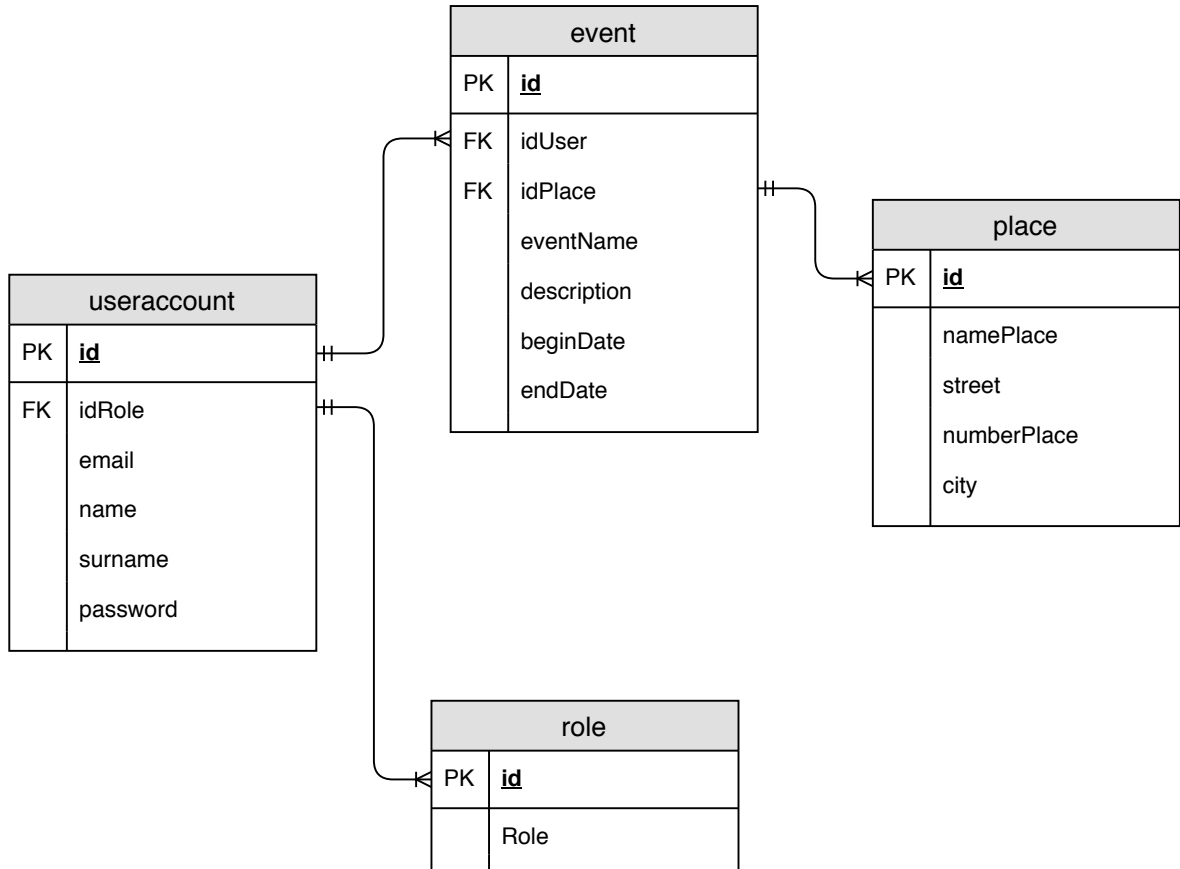 event
PK id
FK idUser
FK idPlace
eventName
description
beginDate
endDate
place
PK id
namePlace
street
numberPlace
city
useraccount
PK id
FK idRole
email
name
surname
password
role
PK id
Role